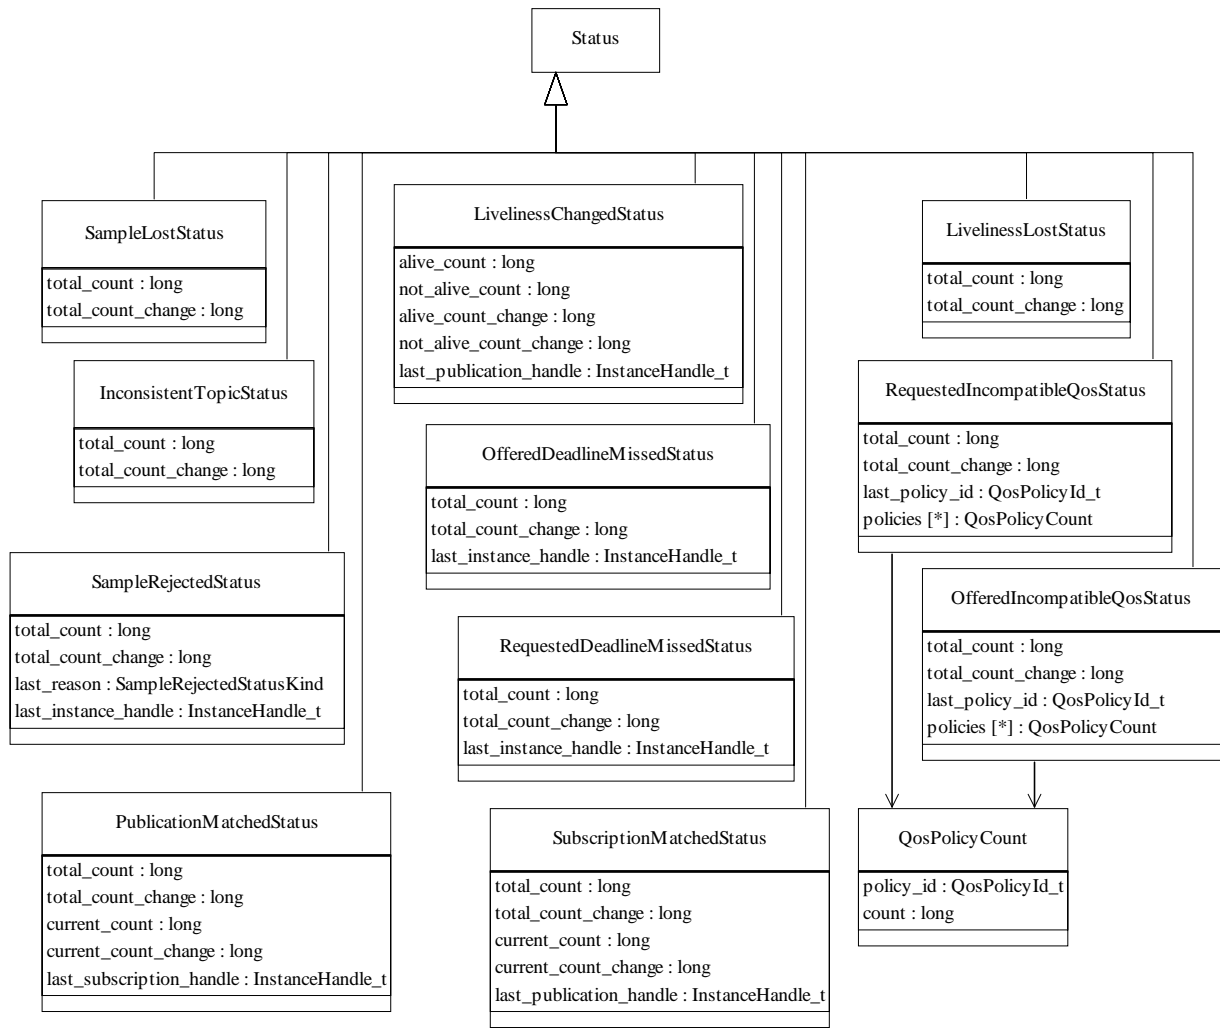 Status
SampleLostStatus
total_count : long
total_count_change : long
InconsistentTopicStatus
total_count : long
total_count_change : long
SampleRejectedStatus
total_count : long
total_count_change : long
last_reason : SampleRejectedStatusKind
last_instance_handle : InstanceHandle_t
PublicationMatchedStatus
total_count : long
total_count_change : long
current_count : long
current_count_change : long
last_subscription_handle : InstanceHandle_t
LivelinessChangedStatus
alive_count : long
not_alive_count : long
alive_count_change : long
not_alive_count_change : long
last_publication_handle : InstanceHandle_t
OfferedDeadlineMissedStatus
total_count : long
total_count_change : long
last_instance_handle : InstanceHandle_t
RequestedDeadlineMissedStatus
total_count : long
total_count_change : long
last_instance_handle : InstanceHandle_t
SubscriptionMatchedStatus
total_count : long
total_count_change : long
current_count : long
current_count_change : long
last_publication_handle : InstanceHandle_t
LivelinessLostStatus
total_count : long
total_count_change : long
RequestedIncompatibleQosStatus
total_count : long
total_count_change : long
last_policy_id : QosPolicyId_t
policies [*] : QosPolicyCount
OfferedIncompatibleQosStatus
total_count : long
total_count_change : long
last_policy_id : QosPolicyId_t
policies [*] : QosPolicyCount
QosPolicyCount
policy_id : QosPolicyId_t
count : long